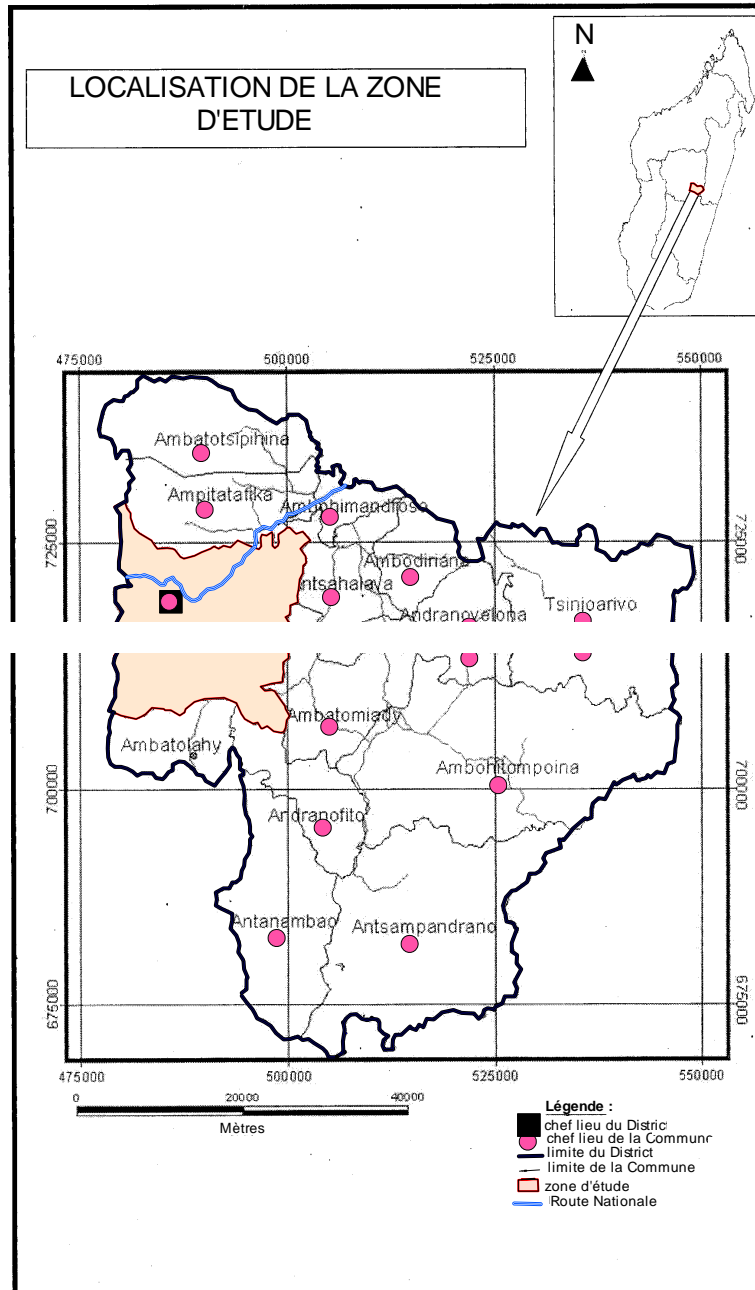 LOCALISATION DE LA ZONE
D'ETUDE
N
475000 500000 525000 550000
Ambatotsipihina
Ampitatafika
Ambohimandroso
725000
725000
Ambodiriana
Antsahalava
Andranovelona
Tsinjoarivo
Ambatomiady
Ambatolahy
Ambohitompoina
700000
700000
Andranofito
Antanambao
Antsampandrano
675000
675000
475000 500000 525000 550000
0 20000 40000
Mètres
Légende :
chef lieu du District
chef lieu de la Commune
limite du District
limite de la Commune
zone d'étude
Route Nationale